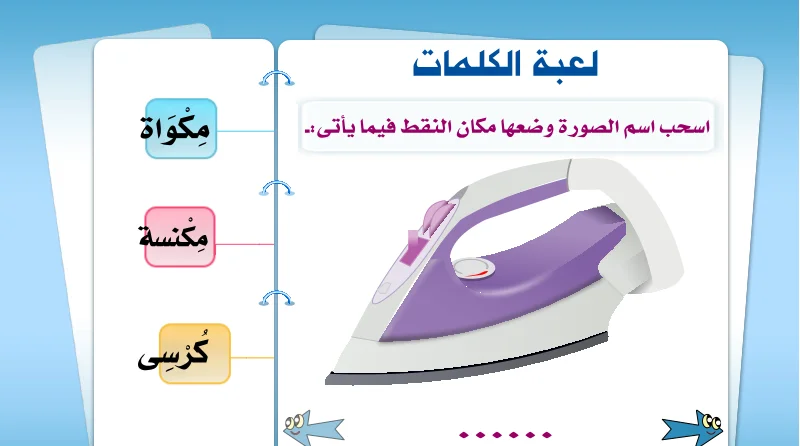 لعبة الكلمات
اسحب اسم الصورة وضعها مكان النقط فيما يأتى :ـ
مِكْوَاة
مِكْنسة
كُرْسِى
......